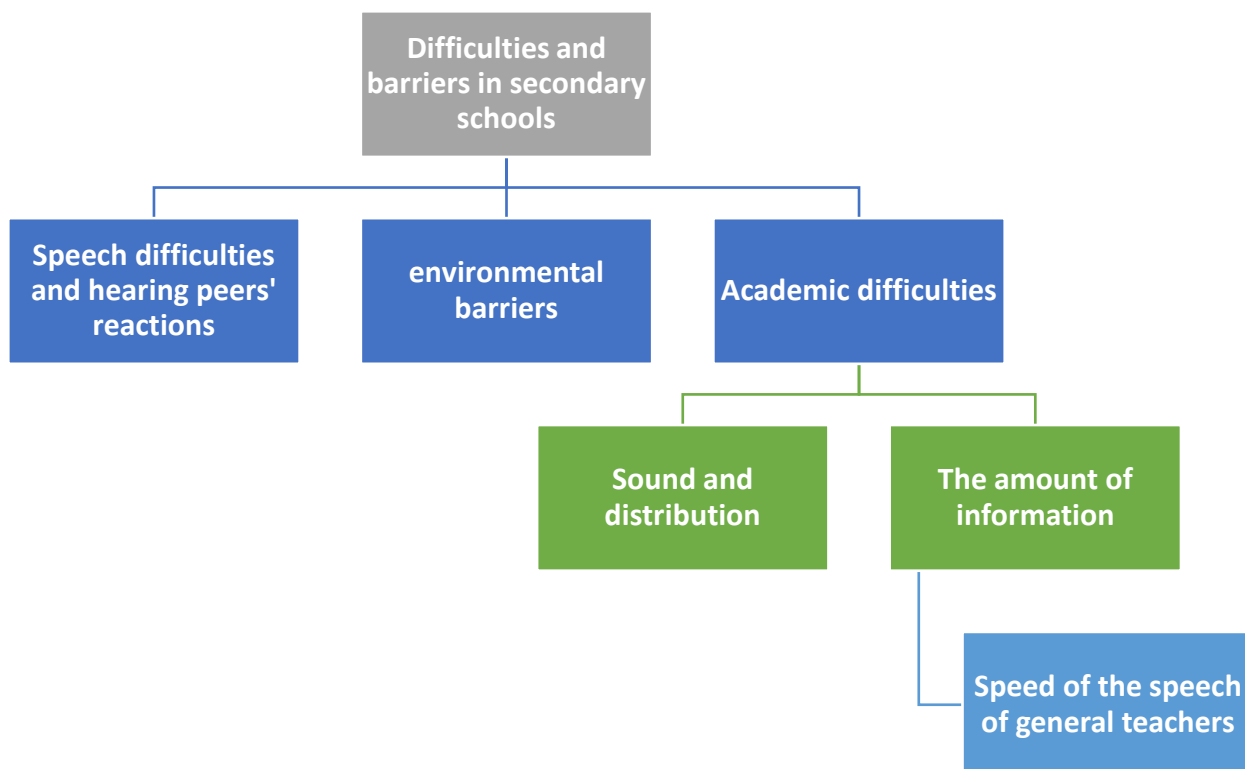 Difficulties and
barriers in secondary
schools
Speech difficulties
and hearing peers'
reactions
environmental
barriers
Academic difficulties
Sound and
distribution
The amount of
information
Speed of the speech
of general teachers